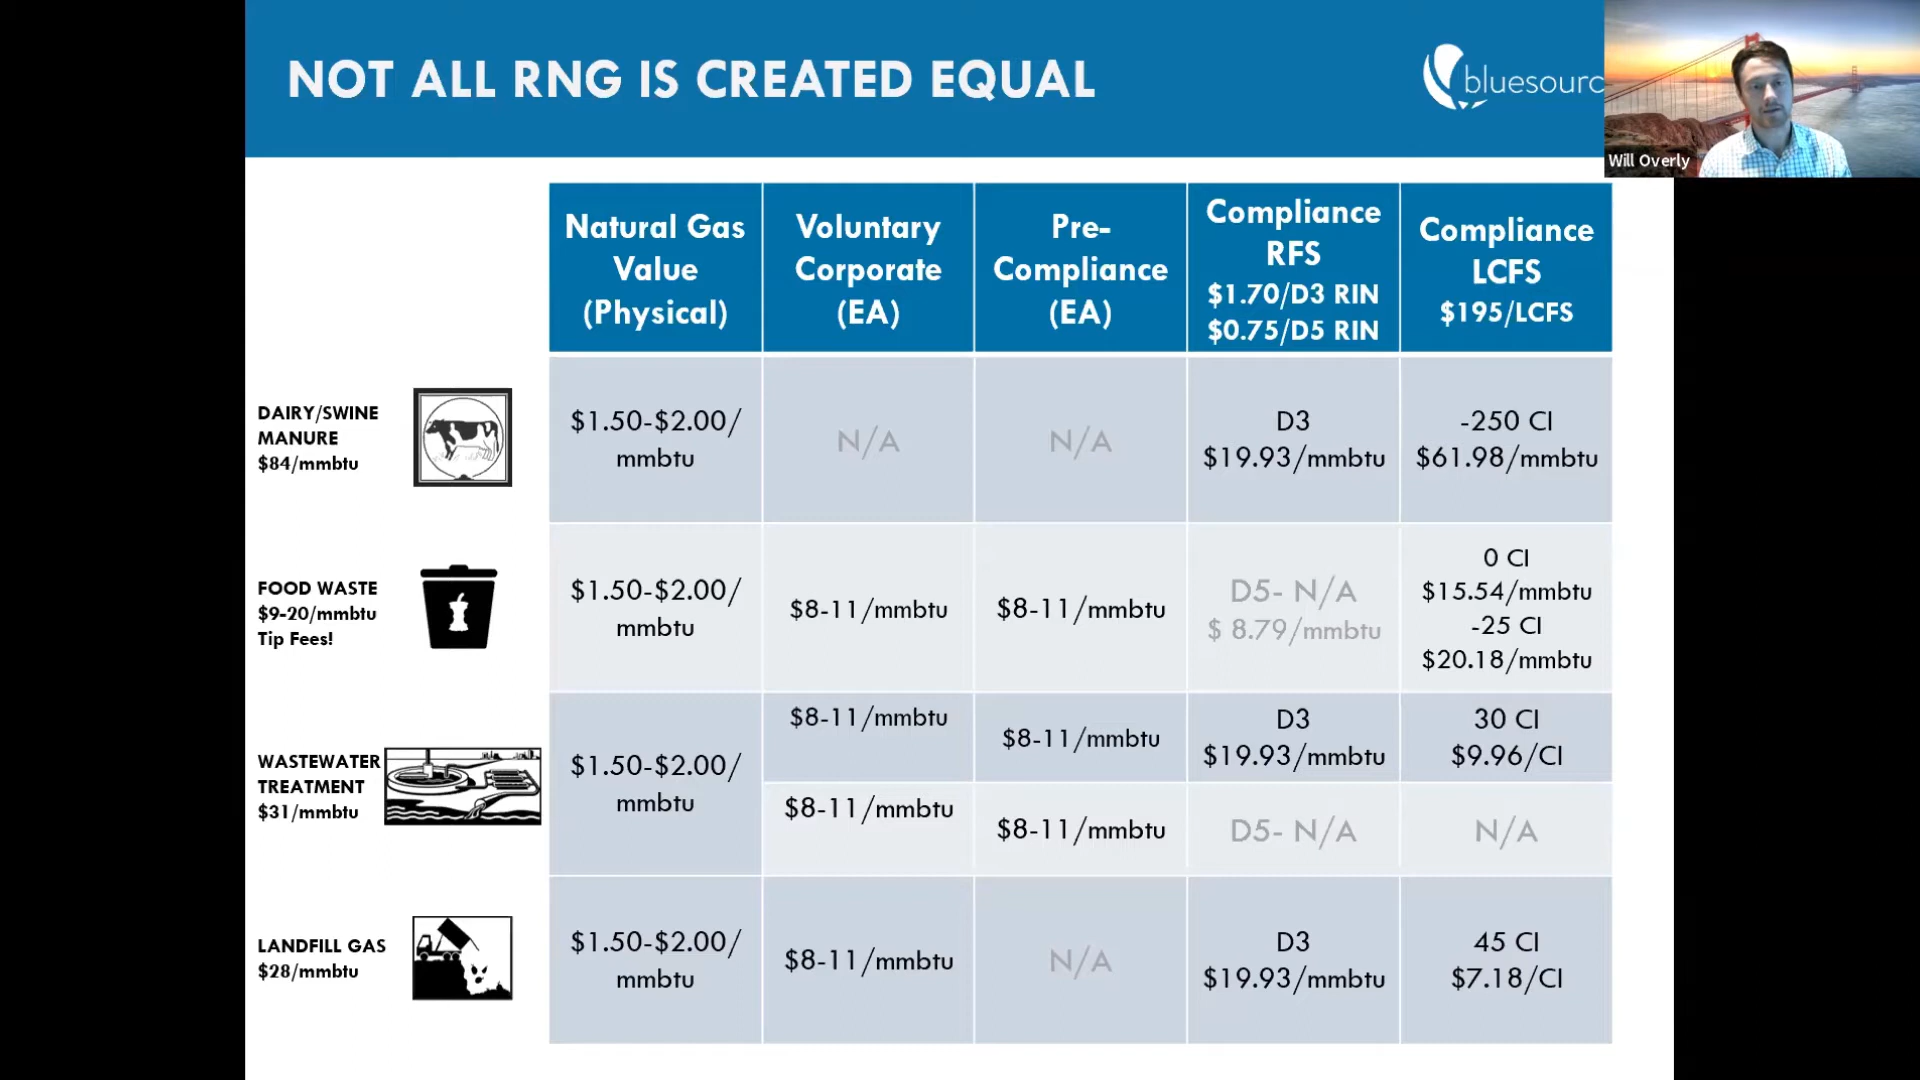 NOT ALL RNG IS CREATED EQUAL
bluesourc
Will Overly
Natural Gas
Value
(Physical)
Voluntary
Corporate
(EA)
Pre-
Compliance
(EA)
Compliance
RFS
$1.70/D3 RIN
$0.75/D5 RIN
Compliance
LCFS
$195/LCFS
DAIRY/SWINE
MANURE
$84/mmbtu
$1.50-$2.00/
mmbtu
N/A
N/A
D3
$19.93/mmbtu
-250 CI
$61.98/mmbtu
FOOD WASTE
$9-20/mmbtu
Tip Fees!
$1.50-$2.00/
mmbtu
$8-11/mmbtu
$8-11/mmbtu
D5- N/A
$ 8.79/mmbtu
0 CI
$15.54/mmbtu
-25 CI
$20.18/mmbtu
WASTEWATER
TREATMENT
$31/mmbtu
$1.50-$2.00/
mmbtu
$8-11/mmbtu
$8-11/mmbtu
D3
$19.93/mmbtu
30 CI
$9.96/CI
$8-11/mmbtu
$8-11/mmbtu
D5- N/A
N/A
LANDFILL GAS
$28/mmbtu
$1.50-$2.00/
mmbtu
$8-11/mmbtu
N/A
D3
$19.93/mmbtu
45 CI
$7.18/CI